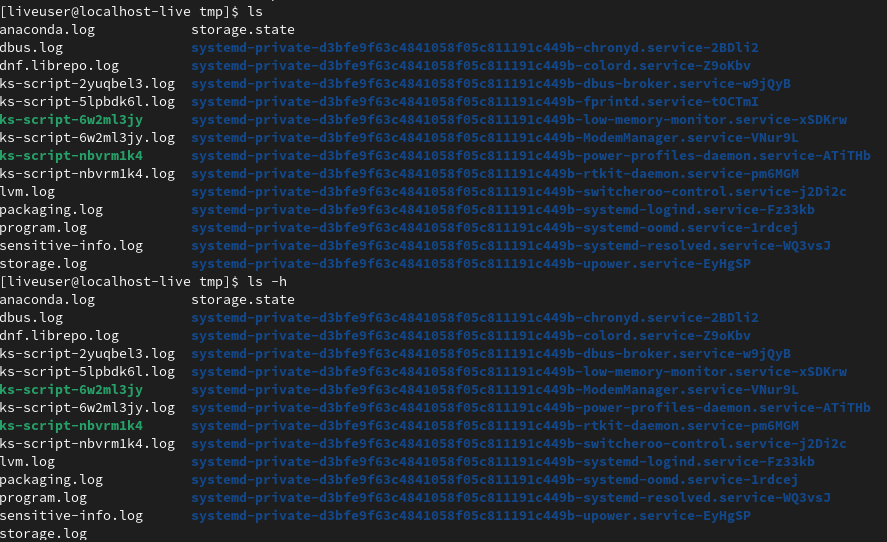 [liveuser@localhost-live tmp]$ ls
anaconda.log storage.state
dbus.log systemd-private-d3bfe9f63c4841058f05c811191c449b-chronyd.service-2BDli2
dnf.librepo.log systemd-private-d3bfe9f63c4841058f05c811191c449b-colord.service-Z9oKbv
ks-script-2yuqbel3.log systemd-private-d3bfe9f63c4841058f05c811191c449b-dbus-broker.service-w9jQyB
ks-script-5lpbdk6l.log systemd-private-d3bfe9f63c4841058f05c811191c449b-fprintd.service-tOCTmI
ks-script-6w2ml3jy systemd-private-d3bfe9f63c4841058f05c811191c449b-low-memory-monitor.service-xSDKrw
ks-script-6w2ml3jy.log systemd-private-d3bfe9f63c4841058f05c811191c449b-ModemManager.service-VNur9L
ks-script-nbvrm1k4 systemd-private-d3bfe9f63c4841058f05c811191c449b-power-profiles-daemon.service-ATiTHb
ks-script-nbvrm1k4.log systemd-private-d3bfe9f63c4841058f05c811191c449b-rtkit-daemon.service-pm6MGM
lvm.log systemd-private-d3bfe9f63c4841058f05c811191c449b-switcheroo-control.service-j2Di2c
packaging.log systemd-private-d3bfe9f63c4841058f05c811191c449b-systemd-logind.service-Fz33kb
program.log systemd-private-d3bfe9f63c4841058f05c811191c449b-systemd-oomd.service-1rdcej
sensitive-info.log systemd-private-d3bfe9f63c4841058f05c811191c449b-systemd-resolved.service-WQ3vsJ
storage.log systemd-private-d3bfe9f63c4841058f05c811191c449b-upower.service-EyHgSP
[liveuser@localhost-live tmp]$ ls -h
anaconda.log storage.state
dbus.log systemd-private-d3bfe9f63c4841058f05c811191c449b-chronyd.service-2BDli2
dnf.librepo.log systemd-private-d3bfe9f63c4841058f05c811191c449b-colord.service-Z9oKbv
ks-script-2yuqbel3.log systemd-private-d3bfe9f63c4841058f05c811191c449b-dbus-broker.service-w9jQyB
ks-script-5lpbdk6l.log systemd-private-d3bfe9f63c4841058f05c811191c449b-low-memory-monitor.service-xSDKrw
ks-script-6w2ml3jy systemd-private-d3bfe9f63c4841058f05c811191c449b-ModemManager.service-VNur9L
ks-script-6w2ml3jy.log systemd-private-d3bfe9f63c4841058f05c811191c449b-power-profiles-daemon.service-ATiTHb
ks-script-nbvrm1k4 systemd-private-d3bfe9f63c4841058f05c811191c449b-rtkit-daemon.service-pm6MGM
ks-script-nbvrm1k4.log systemd-private-d3bfe9f63c4841058f05c811191c449b-switcheroo-control.service-j2Di2c
lvm.log systemd-private-d3bfe9f63c4841058f05c811191c449b-systemd-logind.service-Fz33kb
packaging.log systemd-private-d3bfe9f63c4841058f05c811191c449b-systemd-oomd.service-1rdcej
program.log systemd-private-d3bfe9f63c4841058f05c811191c449b-systemd-resolved.service-WQ3vsJ
sensitive-info.log systemd-private-d3bfe9f63c4841058f05c811191c449b-upower.service-EyHgSP
storage.log